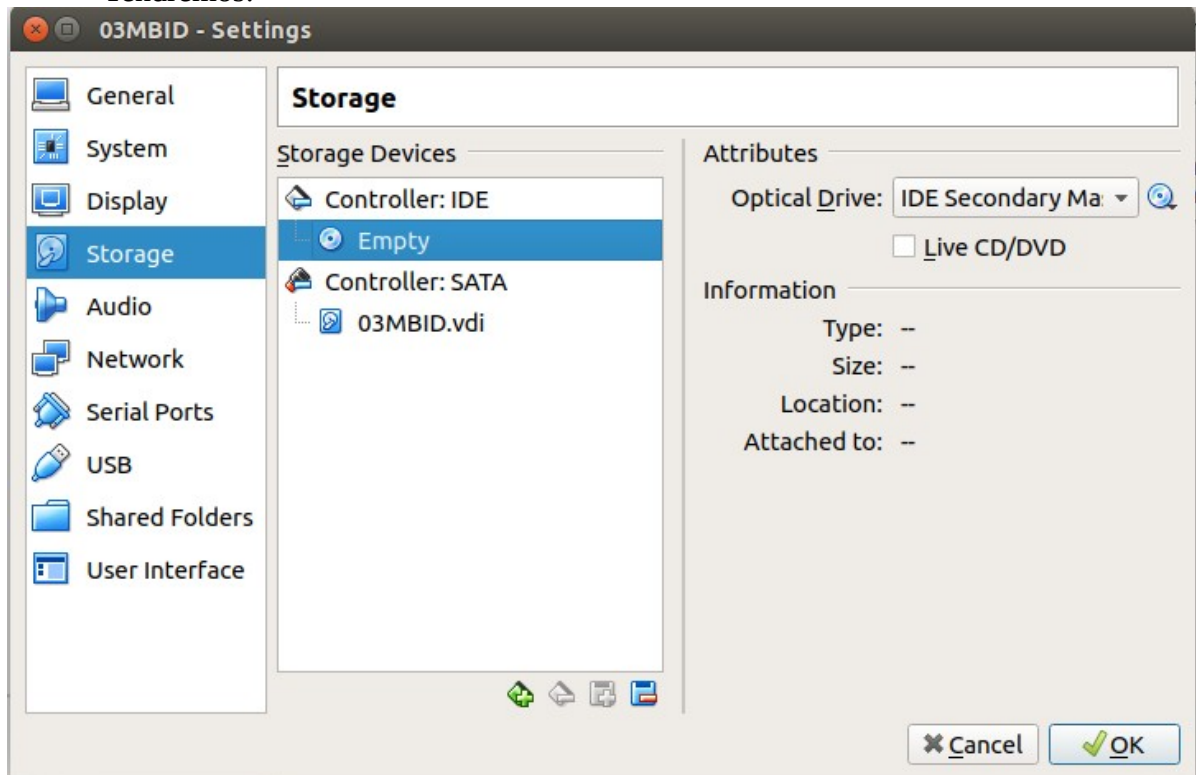 03MBID - Settings
General
System
Display
Storage
Audio
Network
Serial Ports
USB
Shared Folders
User Interface
Storage
Storage Devices
Controller: IDE
Empty
Controller: SATA
03MBID.vdi
Attributes
Optical Drive: IDE Secondary Ma
Live CD/DVD
Information
Type: --
Size: --
Location: --
Attached to: --
Cancel
OK